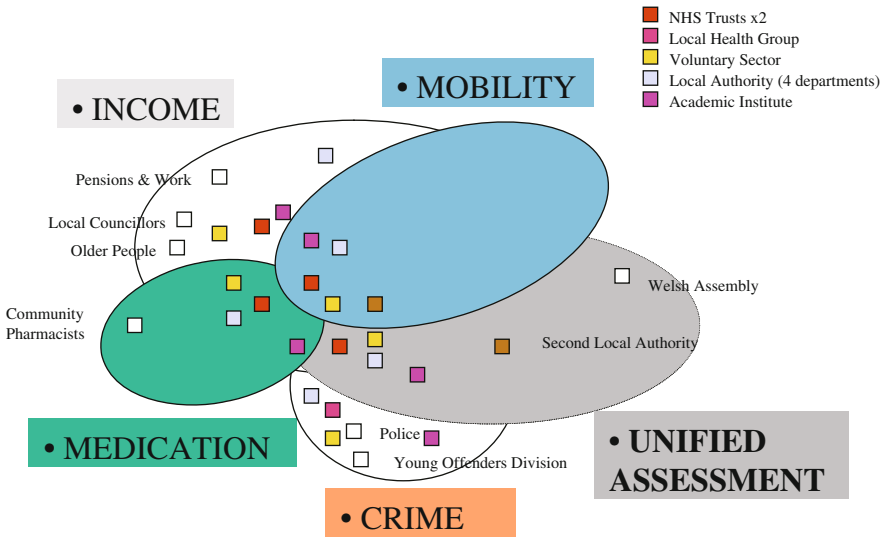 NHS Trusts x2
Local Health Group
Voluntary Sector
Local Authority (4 departments)
Academic Institute
• MOBILITY
• INCOME
Pensions & Work
Local Councillors
Older People
Community
Pharmacists
Welsh Assembly
Second Local Authority
• MEDICATION
Police
Young Offenders Division
• UNIFIED
ASSESSMENT
• CRIME